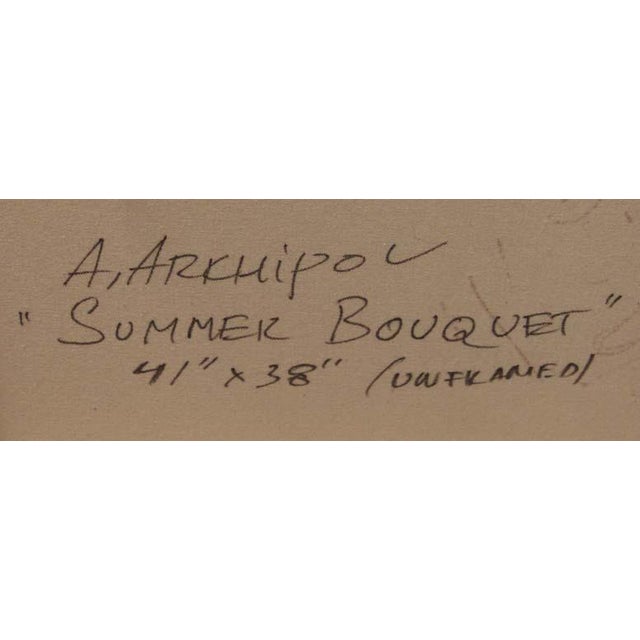 A, ARKHIPOV
"SUMMER BOUQUET"
41" x 38" (UNFRAMED)